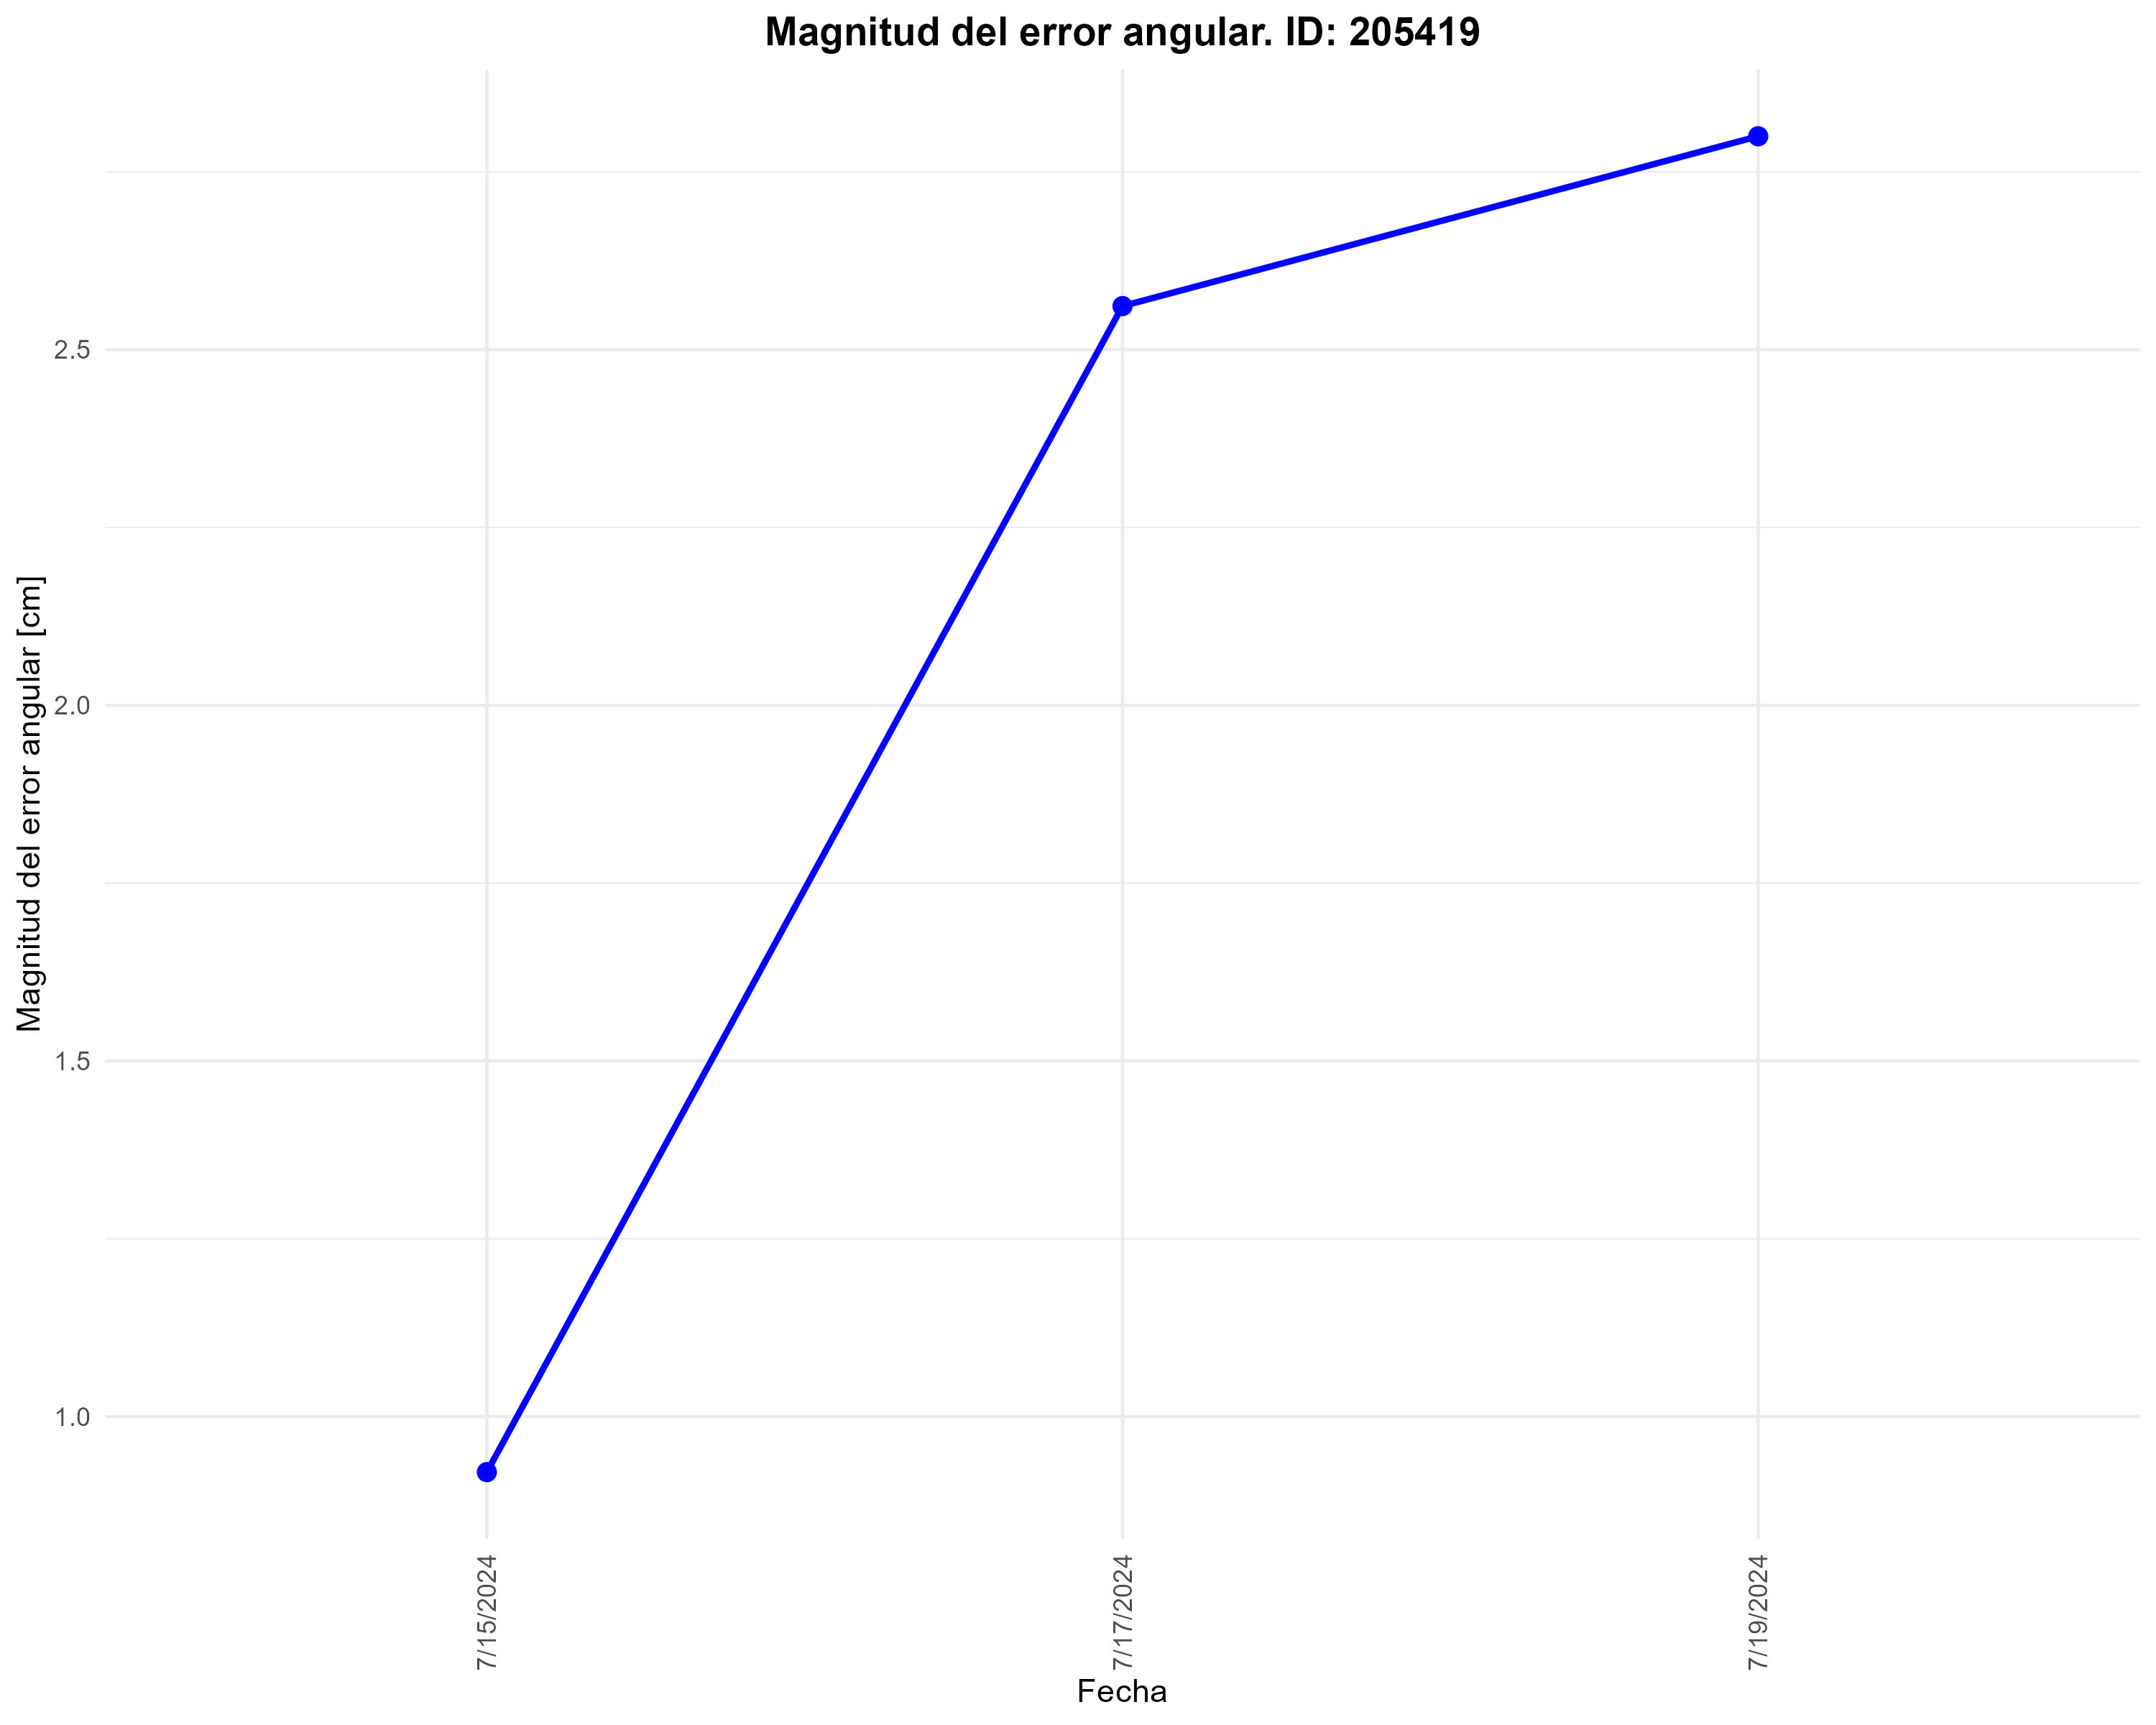 Magnitud del error angular. ID: 205419
Magnitud del error angular [cm]
2.5
2.0
1.5
1.0
7/15/2024
7/17/2024
7/19/2024
Fecha